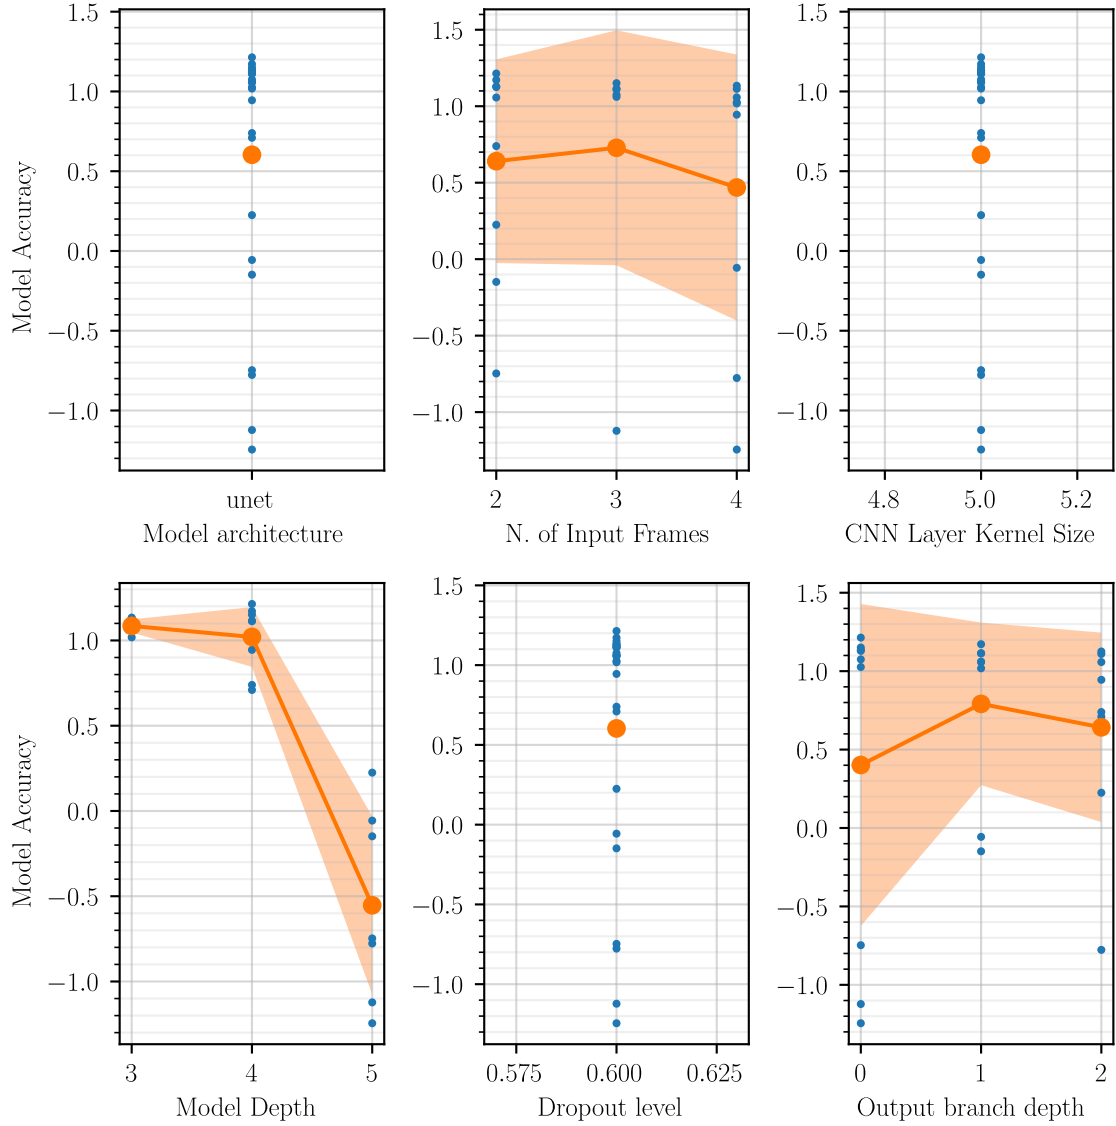 Model Accuracy
1.5
1.0
0.5
0.0
−0.5
−1.0
unet
Model architecture
1.5
1.0
0.5
0.0
−0.5
−1.0
2 3 4
N. of Input Frames
1.5
1.0
0.5
0.0
−0.5
−1.0
4.8 5.0 5.2
CNN Layer Kernel Size
Model Accuracy
1.0
0.5
0.0
−0.5
−1.0
3 4 5
Model Depth
1.5
1.0
0.5
0.0
−0.5
−1.0
0.575 0.600 0.625
Dropout level
1.5
1.0
0.5
0.0
−0.5
−1.0
0 1 2
Output branch depth